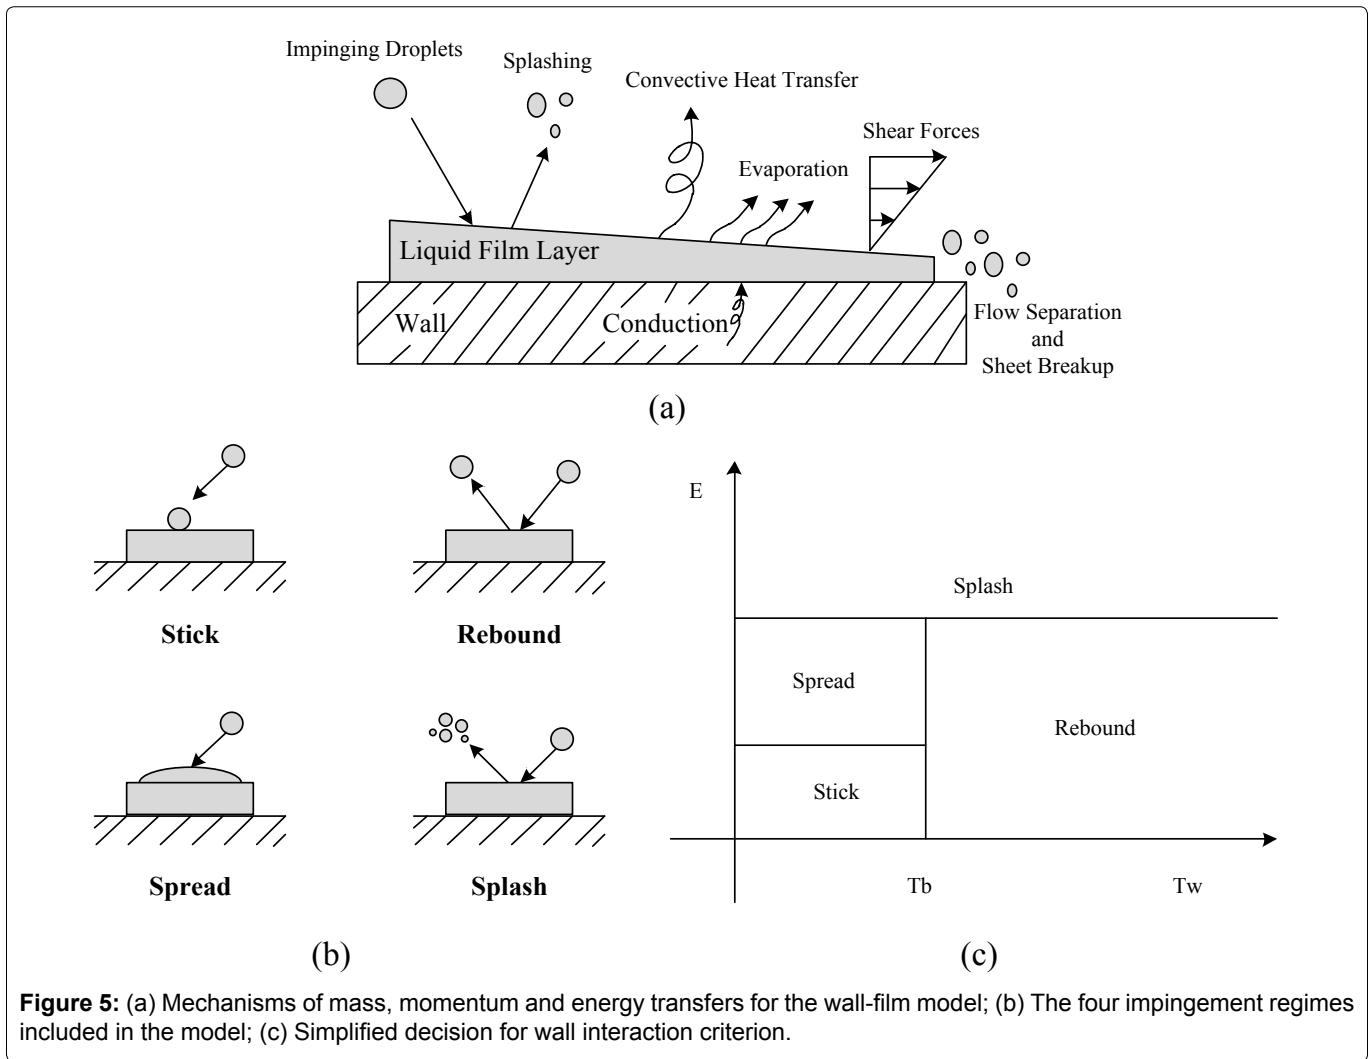 Impinging Droplets
Splashing
Convective Heat Transfer
Shear Forces
Evaporation
Liquid Film Layer
Wall
Conduction
Flow Separation
and
Sheet Breakup
(a)
Stick
Rebound
Spread
Splash
(b)
E
Splash
Spread
Rebound
Stick
Tb
Tw
(c)
Figure 5: (a) Mechanisms of mass, momentum and energy transfers for the wall-film model; (b) The four impingement regimes
included in the model; (c) Simplified decision for wall interaction criterion.